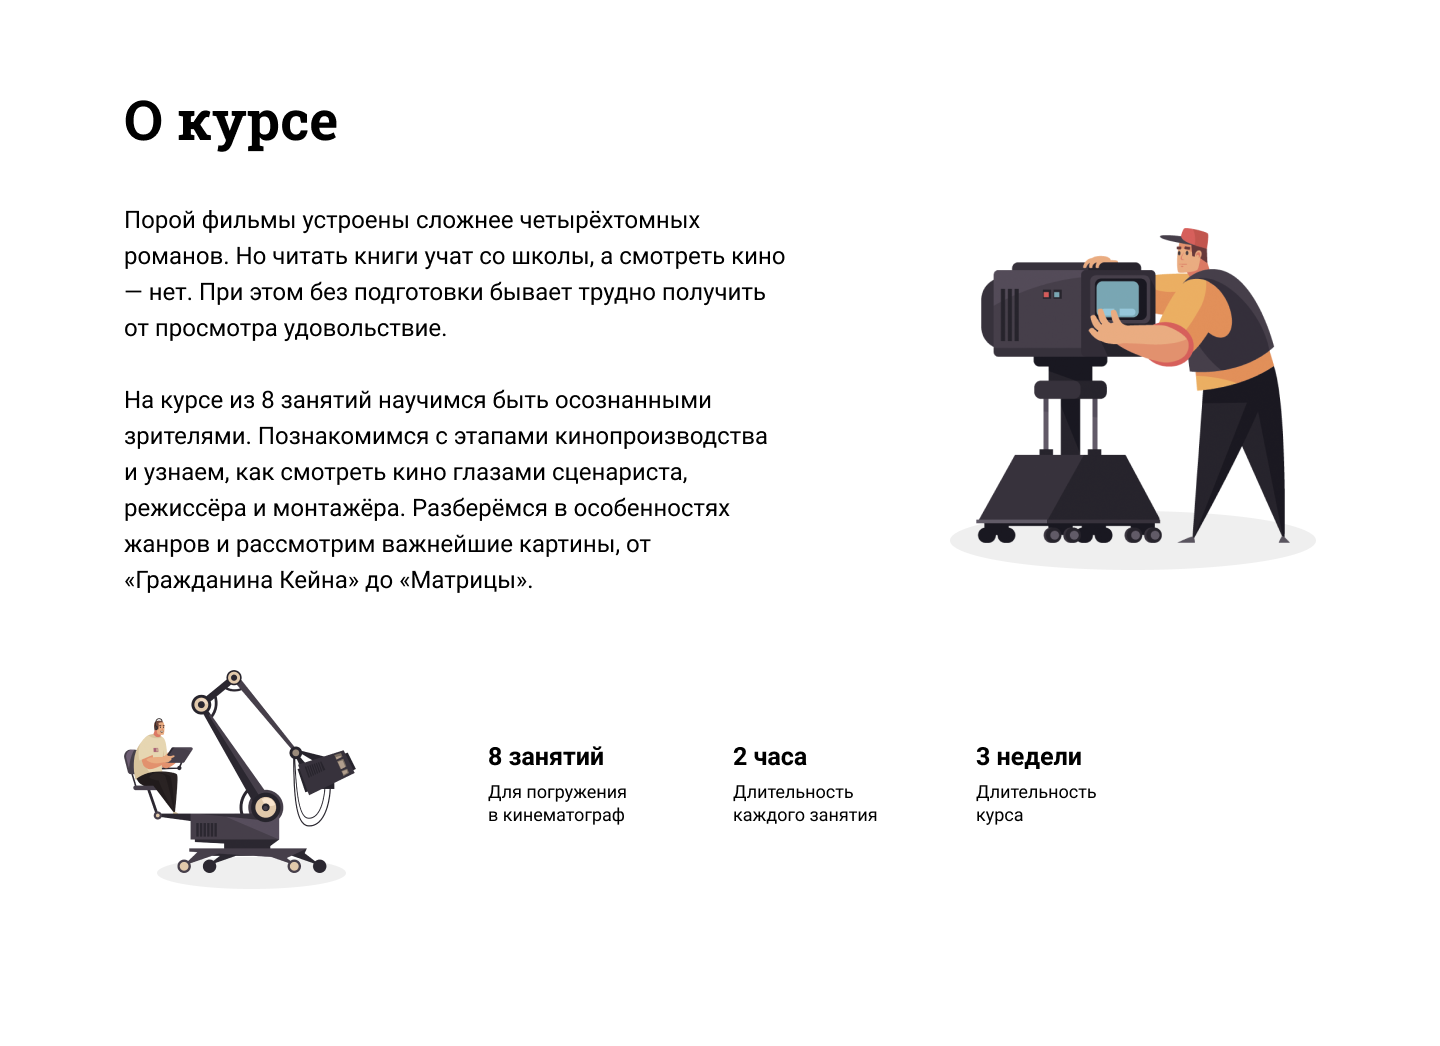 О курсе
Порой фильмы устроены сложнее четырёхтомных
романов. Но читать книги учат со школы, а смотреть кино
— нет. При этом без подготовки бывает трудно получить
от просмотра удовольствие.
На курсе из 8 занятий научимся быть осознанными
зрителями. Познакомимся с этапами кинопроизводства
и узнаем, как смотреть кино глазами сценариста,
режиссёра и монтажёра. Разберёмся в особенностях
жанров и рассмотрим важнейшие картины, от
«Гражданина Кейна» до «Матрицы».
8 занятий
Для погружения
в кинематограф
2 часа
Длительность
каждого занятия
3 недели
Длительность
курса